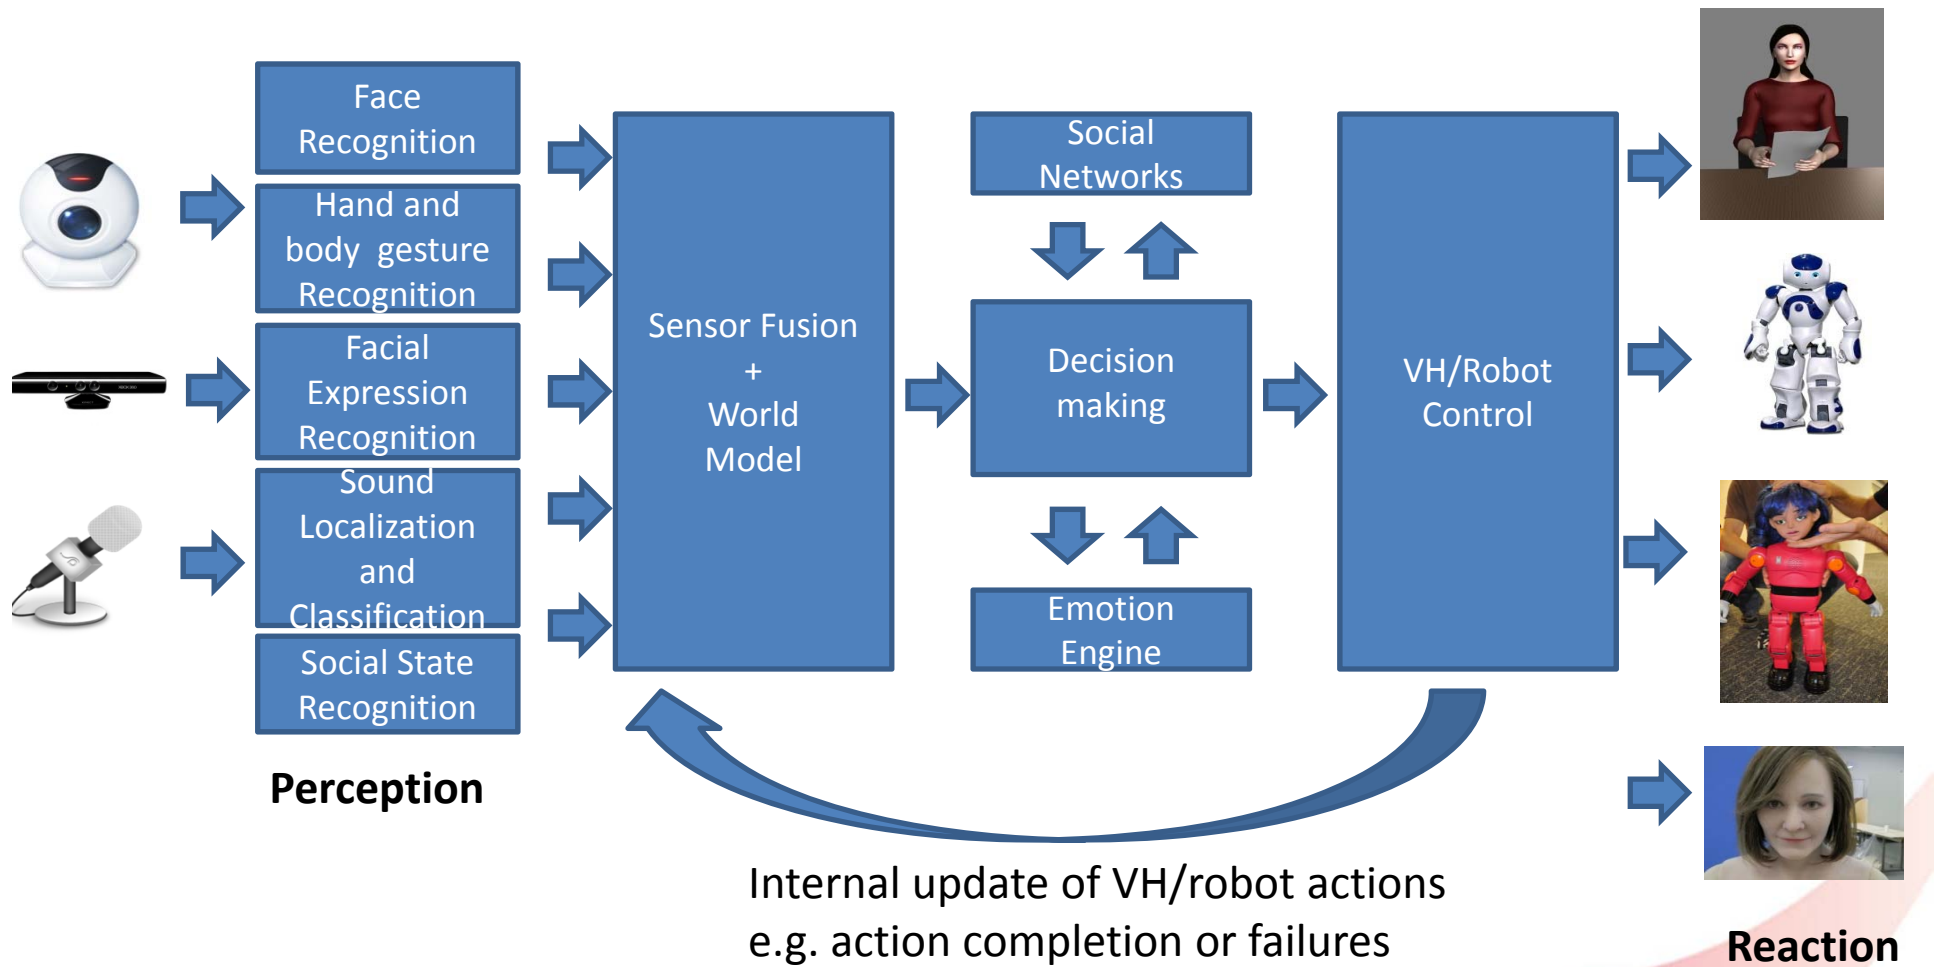 Face
Recognition
Hand and
body gesture
Recognition
Facial
Expression
Recognition
Sound
Localization
and
Classification
Social State
Recognition
Perception
Sensor Fusion
+
World
Model
Social
Networks
Decision
making
Emotion
Engine
VH/Robot
Control
Internal update of VH/robot actions
e.g. action completion or failures
Reaction